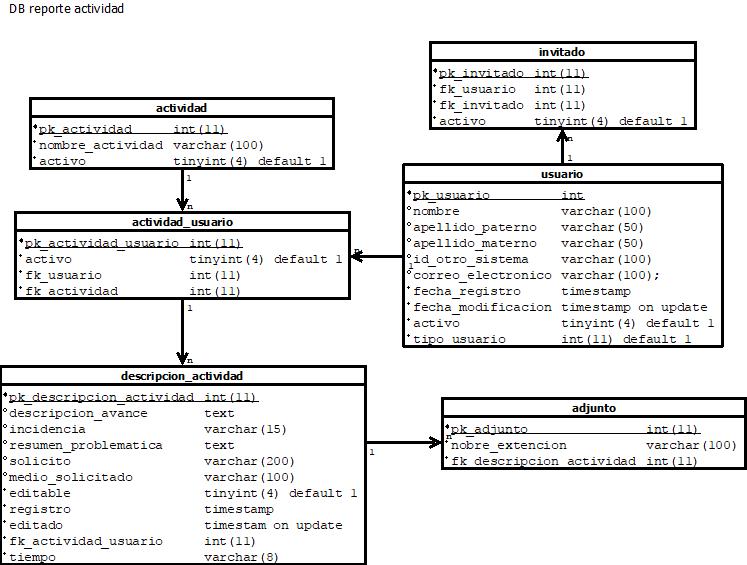 DB reporte actividad
invitado
pk_invitado int(11)
fk_usuario int(11)
fk_invitado int(11)
activo tinyint(4) default 1
actividad
pk_actividad int(11)
nombre_actividad varchar(100)
activo tinyint(4) default 1
n
1
1
n
usuario
pk_usuario int
nombre varchar(100)
apellido_paterno varchar(50)
apellido_materno varchar(50)
id_otro_sistema varchar(100)
correo_electronico varchar(100);
fecha_registro timestamp
fecha_modificacion timestamp on update
activo tinyint(4) default 1
tipo_usuario int(11) default 1
actividad_usuario
pk_actividad_usuario int(11)
activo tinyint(4) default 1
fk_usuario int(11)
fk_actividad int(11)
n
1
1
n
descripcion_actividad
pk_descripcion_actividad int(11)
descripcion_avance text
incidencia varchar(15)
resumen_problematica text
solicito varchar(200)
medio_solicitado varchar(100)
editable tinyint(4) default 1
registro timestamp
editado timestam on update
fk_actividad_usuario int(11)
tiempo varchar(8)
1
n
adjunto
pk_adjunto int(11)
nobre_extencion varchar(100)
fk_descripcion_actividad int(11)